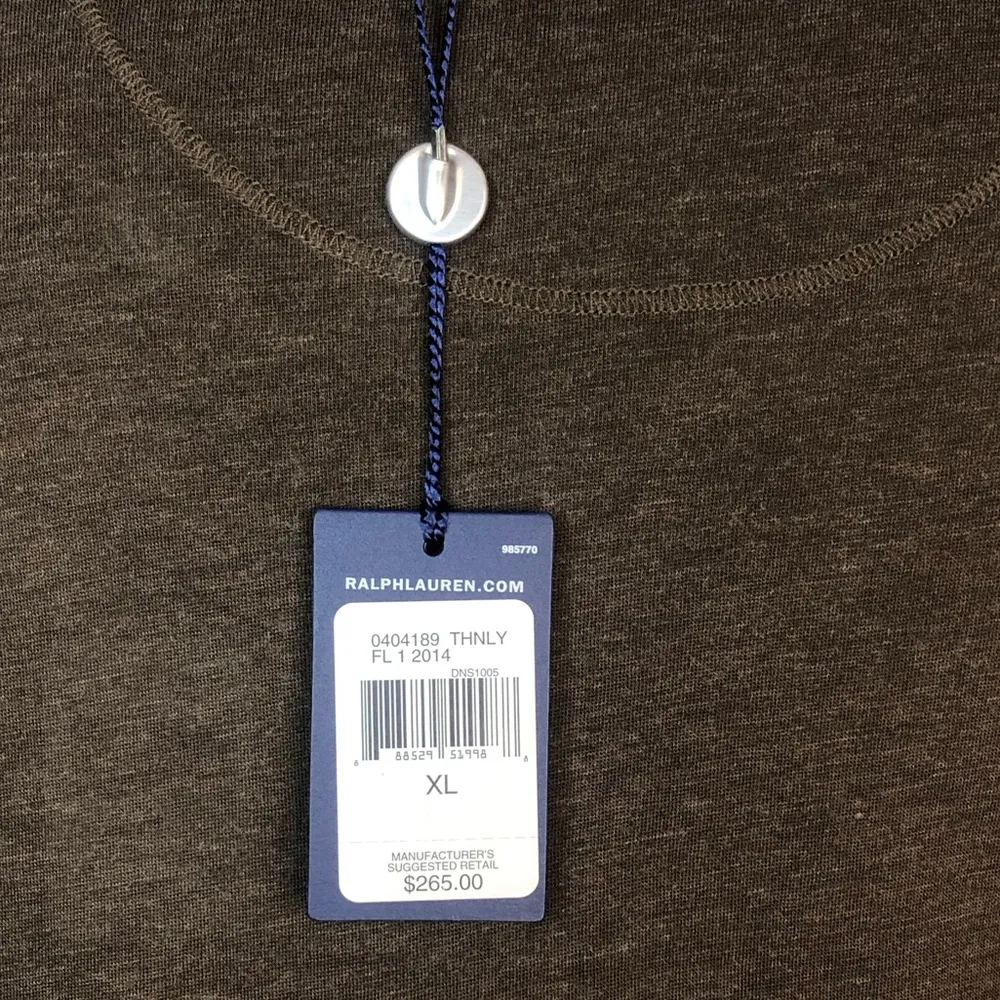 985770
RALPHLAUREN.COM
0404189 THNLY
FL 1 2014
DNS1005
8 88529 51998 8
XL
MANUFACTURER'S
SUGGESTED RETAIL
$265.00